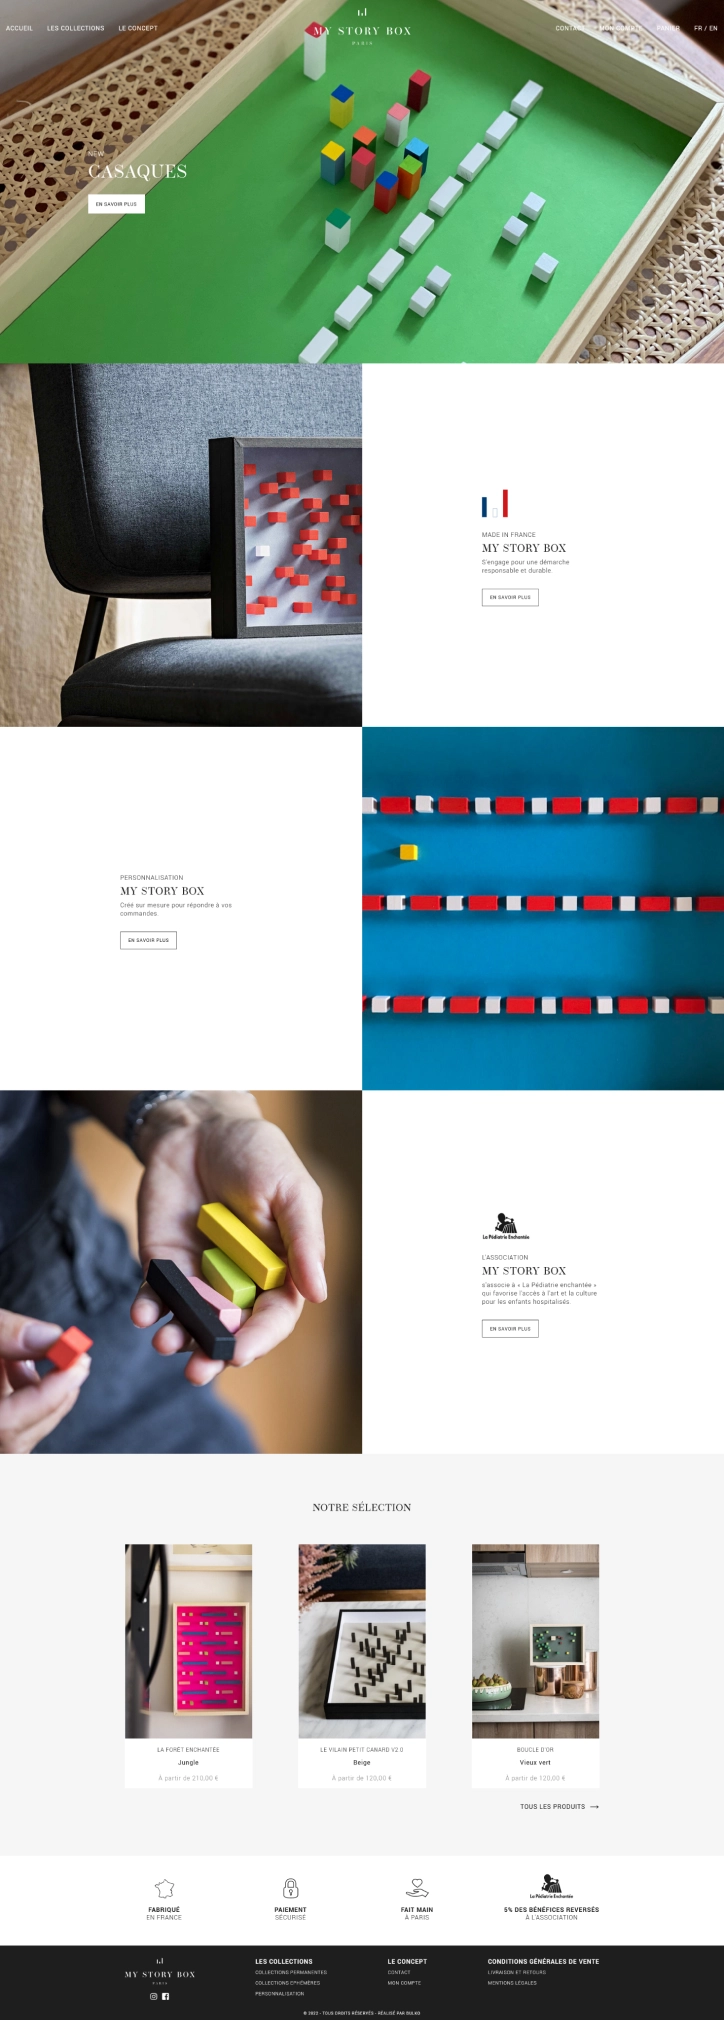 ACCUEIL LES COLLECTIONS LE CONCEPT
MY STORY BOX
PARIS
CONTACT MON COMPTE PANIER FR / EN
NEW
CASAQUES
EN SAVOIR PLUS
MADE IN FRANCE
MY STORY BOX
S'engage pour une démarche
responsable et durable.
EN SAVOIR PLUS
PERSONNALISATION
MY STORY BOX
Créé sur mesure pour répondre à vos
commandes.
EN SAVOIR PLUS
La Pédiatrie Enchantée
L'ASSOCIATION
MY STORY BOX
s'associe à « La Pédiatrie enchantée »
qui favorise l'accès à l'art et la culture
pour les enfants hospitalisés.
EN SAVOIR PLUS
NOTRE SÉLECTION
LA FORÊT ENCHANTÉE
Jungle
À partir de 210,00 €
LE VILAIN PETIT CANARD V2.0
Beige
À partir de 120,00 €
BOUCLE D'OR
Vieux vert
À partir de 120,00 €
TOUS LES PRODUITS
FABRIQUÉ
EN FRANCE
PAIEMENT
SÉCURISÉ
FAIT MAIN
À PARIS
La Pédiatrie Enchantée
5% DES BÉNÉFICES REVERSÉS
À L'ASSOCIATION
MY STORY BOX
PARIS
LES COLLECTIONS
COLLECTIONS PERMANENTES
COLLECTIONS ÉPHÉMÈRES
PERSONNALISATION
LE CONCEPT
CONTACT
MON COMPTE
CONDITIONS GÉNÉRALES DE VENTE
LIVRAISON ET RETOURS
MENTIONS LÉGALES
© 2022 - TOUS DROITS RÉSERVÉS - RÉALISÉ PAR BULKO